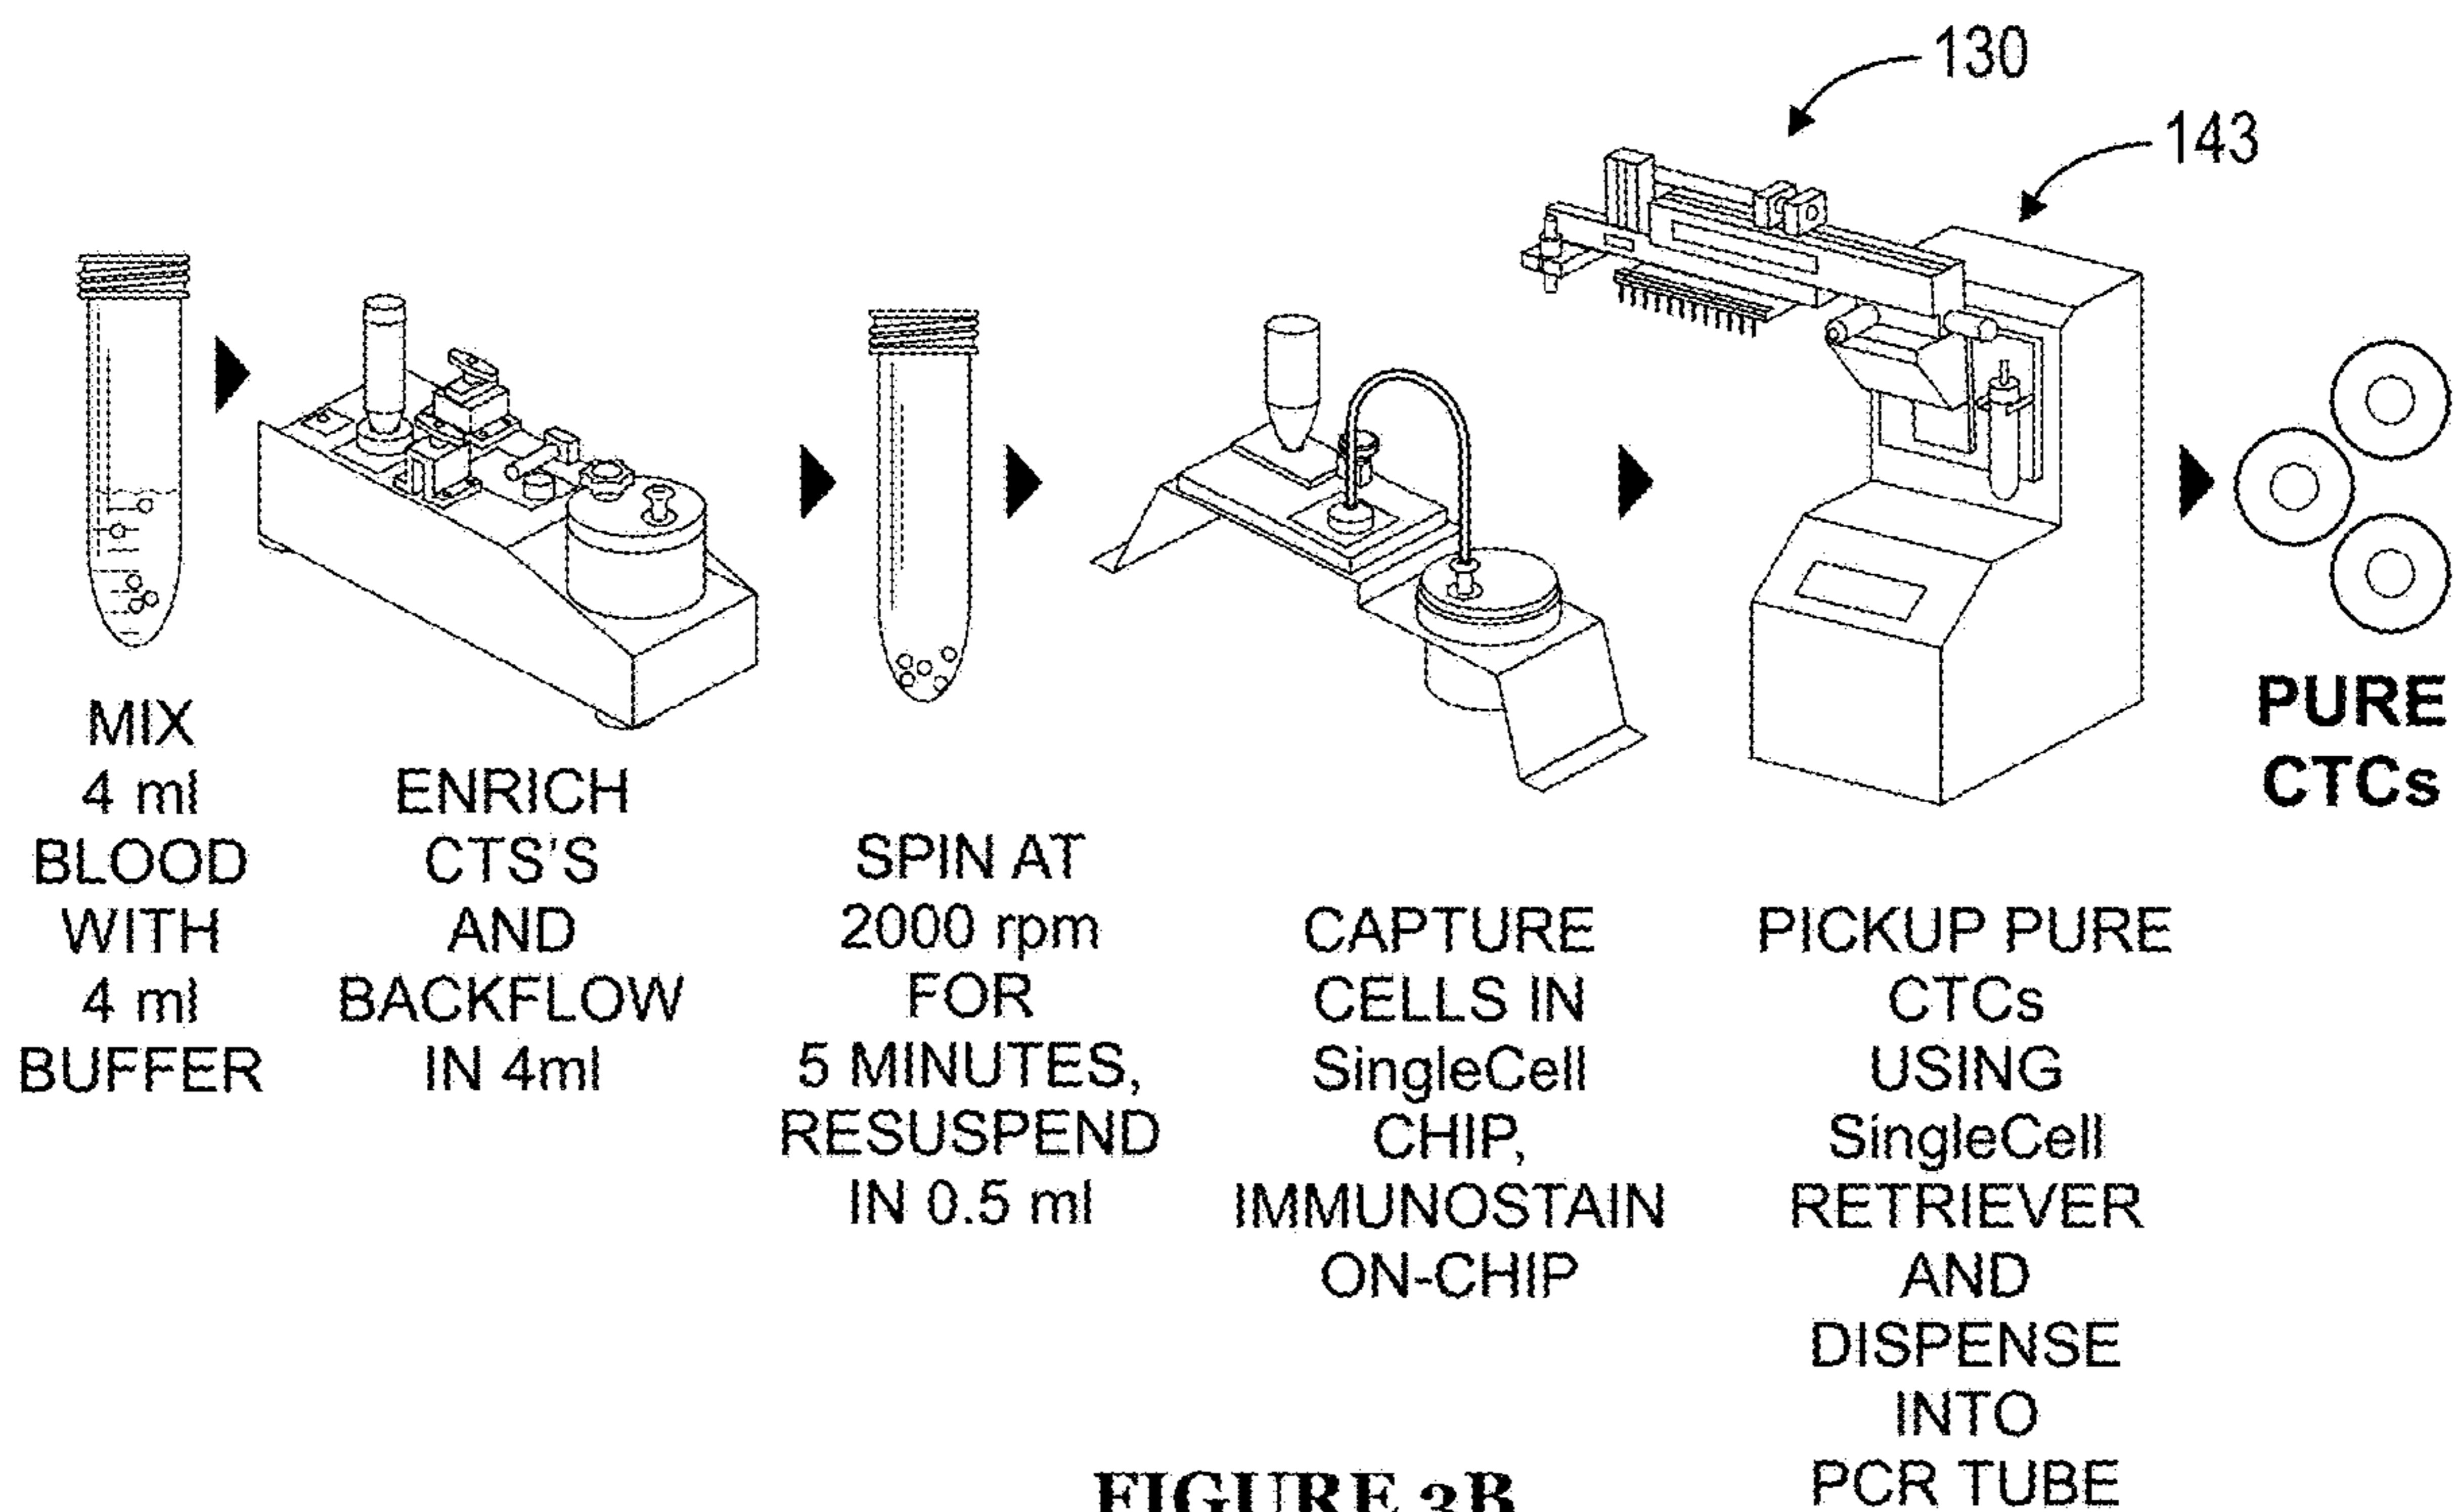 130
143
MIX
4 ml
BLOOD
WITH
4 ml
BUFFER
ENRICH
CTS'S
AND
BACKFLOW
IN 4ml
SPIN AT
2000 rpm
FOR
5 MINUTES,
RESUSPEND
IN 0.5 ml
CAPTURE
CELLS IN
SingleCell
CHIP,
IMMUNOSTAIN
ON-CHIP
PICKUP PURE
CTCs
USING
SingleCell
RETRIEVER
AND
DISPENSE
INTO
PCR TUBE
PURE
CTCs
FIGURE 3B